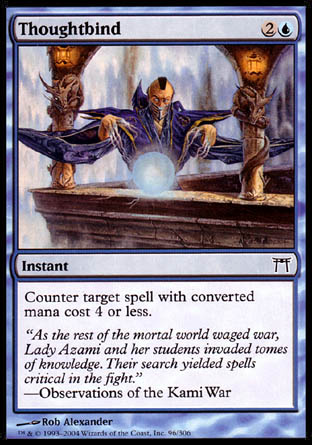 Thoughtbind 2
Instant
Counter target spell with converted
mana cost 4 or less.
"As the rest of the mortal world waged war,
Lady Azami and her students invaded tomes
of knowledge. Their search yielded spells
critical in the fight."
—Observations of the Kami War
Rob Alexander
™ & © 1993–2004 Wizards of the Coast, Inc. 96/306